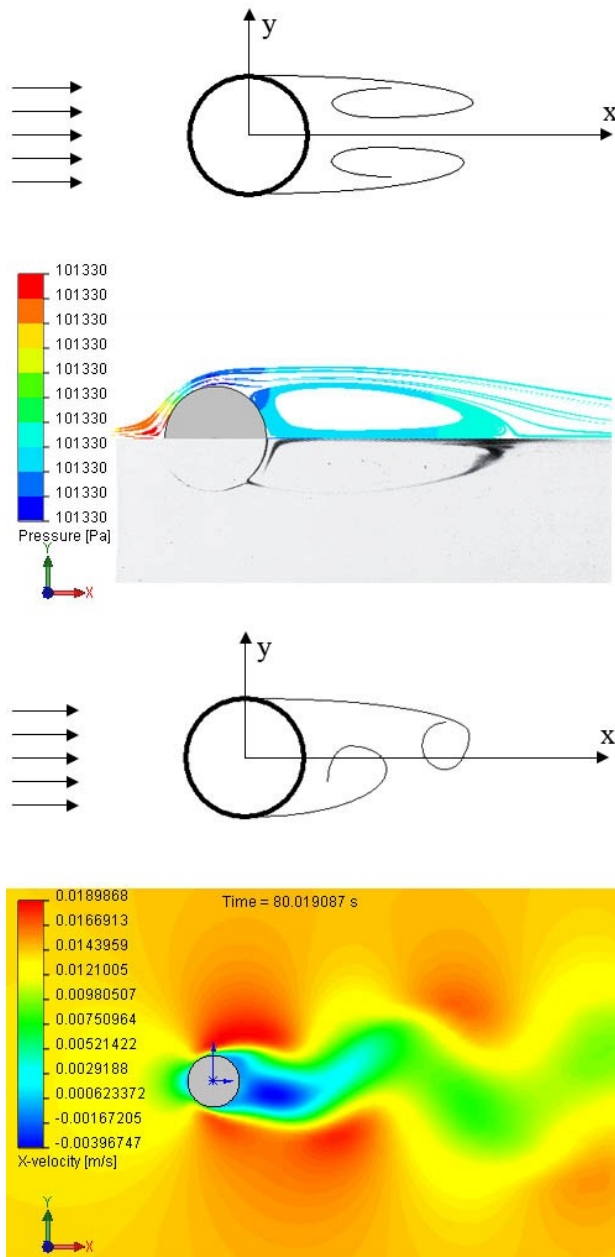 y
x
101330
101330
101330
101330
101330
101330
101330
101330
101330
101330
101330
Pressure [Pa]
Y
X
y
x
Time = 80.019087 s
0.0189868
0.0166913
0.0143959
0.0121005
0.00980507
0.00750964
0.00521422
0.0029188
0.000623372
-0.00167205
-0.00396747
X-velocity [m/s]
Y
X